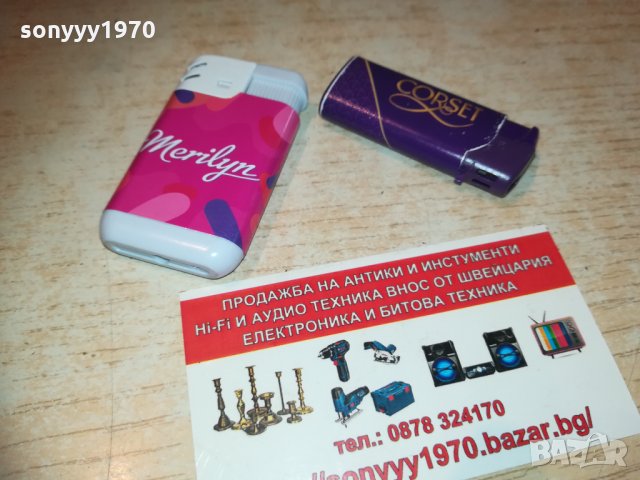 sonyyy1970
Merilyn
CORSET
ПРОДАЖБА НА АНТИКИ И ИНСТУМЕНТИ
Hi-Fi И АУДИО ТЕХНИКА ВНОС ОТ ШВЕЙЦАРИЯ
ЕЛЕКТРОНИКА И БИТОВА ТЕХНИКА
тел.: 0878 324170
//sonyyy1970.bazar.bg/
bazar